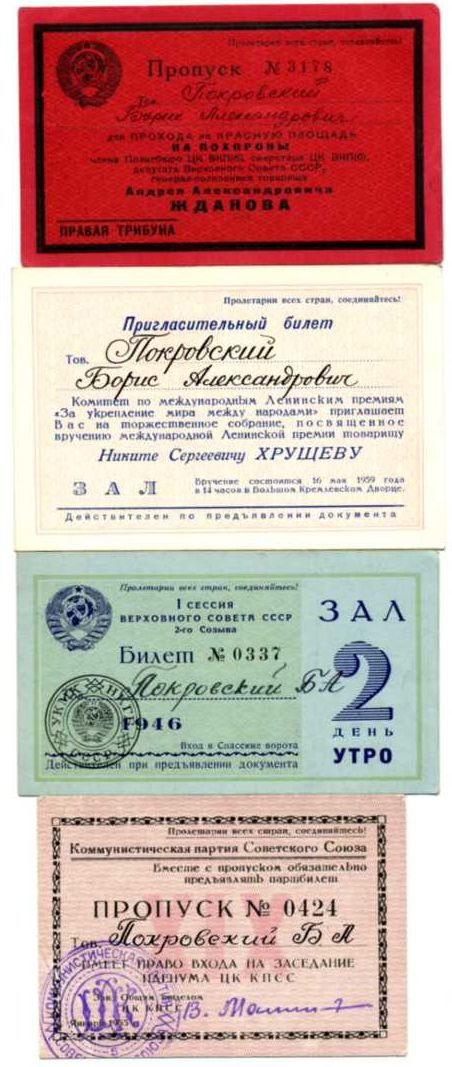 Пролетарии всех стран, соединяйтесь!
Пропуск № 3178
Тов. Покровский
Борис Александрович
для ПРОХОДА на КРАСНУЮ ПЛОЩАДЬ
НА ПОХОРОНЫ
члена Политбюро ЦК ВКП(б), секретаря ЦК ВКП(б),
депутата Верховного Совета СССР,
генерал-полковника товарища
Андрея Александровича
ЖДАНОВА
ПРАВАЯ ТРИБУНА
Пролетарии всех стран, соединяйтесь!
Пригласительный билет
Тов. Покровский
Борис Александрович
Комитет по международным Ленинским премиям
«За укрепление мира между народами» приглашает
Вас на торжественное собрание, посвященное
вручению международной Ленинской премии товарищу
Никите Сергеевичу ХРУЩЕВУ
ЗАЛ
Вручение состоится 16 мая 1959 года
в 14 часов в Большом Кремлевском Дворце.
Действителен по предъявлении документа
Пролетарии всех стран, соединяйтесь!
I СЕССИЯ
ВЕРХОВНОГО СОВЕТА СССР
2-го Созыва
Билет № 0337
Покровский БА
1946
Вход в Спасские ворота
Действителен при предъявлении документа
ЗАЛ
2
ДЕНЬ
УТРО
Пролетарии всех стран, соединяйтесь!
Коммунистическая партия Советского Союза
Вместе с пропуском обязательно
предъявлять партбилет
ПРОПУСК № 0424
Тов. Покровский Б А
ИМЕЕТ ПРАВО ВХОДА НА ЗАСЕДАНИЕ
ПЛЕНУМА ЦК КПСС
Зав. Общим отделом
ЦК КПСС
Январь 1955